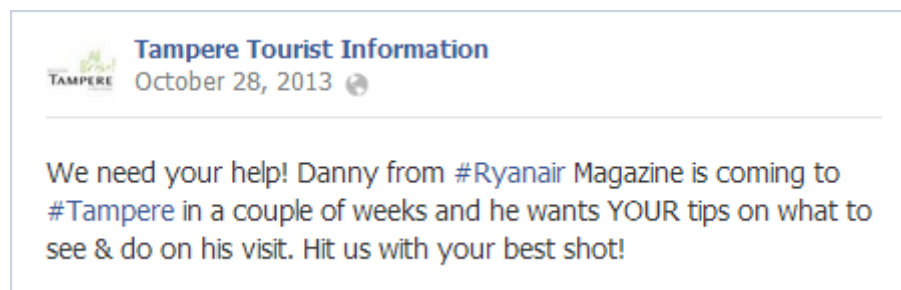 Tampere Tourist Information
TAMPERE
October 28, 2013
We need your help! Danny from #Ryanair Magazine is coming to
#Tampere in a couple of weeks and he wants YOUR tips on what to
see & do on his visit. Hit us with your best shot!